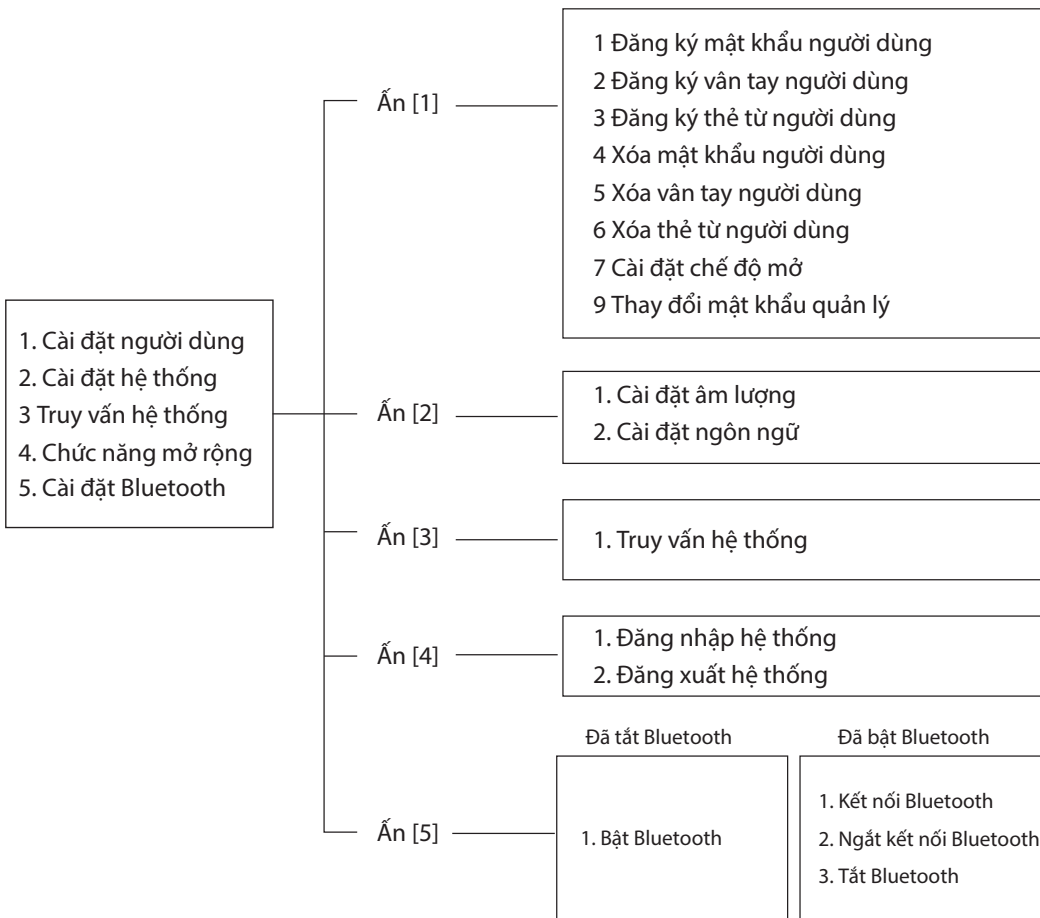 1. Cài đặt người dùng
2. Cài đặt hệ thống
3 Truy vấn hệ thống
4. Chức năng mở rộng
5. Cài đặt Bluetooth
Ấn [1]
1 Đăng ký mật khẩu người dùng
2 Đăng ký vân tay người dùng
3 Đăng ký thẻ từ người dùng
4 Xóa mật khẩu người dùng
5 Xóa vân tay người dùng
6 Xóa thẻ từ người dùng
7 Cài đặt chế độ mở
9 Thay đổi mật khẩu quản lý
Ấn [2]
1. Cài đặt âm lượng
2. Cài đặt ngôn ngữ
Ấn [3]
1. Truy vấn hệ thống
Ấn [4]
1. Đăng nhập hệ thống
2. Đăng xuất hệ thống
Ấn [5]
Đã tắt Bluetooth
1. Bật Bluetooth
Đã bật Bluetooth
1. Kết nối Bluetooth
2. Ngắt kết nối Bluetooth
3. Tắt Bluetooth